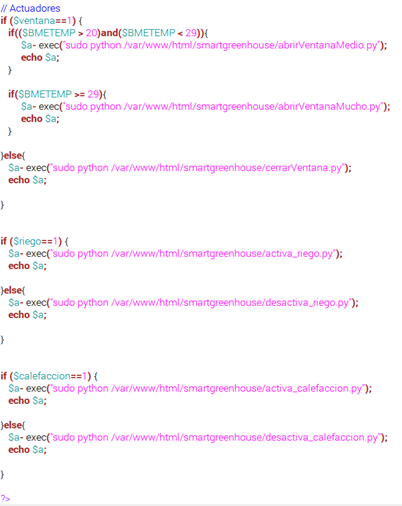 // Actuadores
if ($ventana==1) {
if(($BMETEMP > 20)and($BMETEMP < 29)){
$a- exec("sudo python /var/www/html/smartgreenhouse/abrirVentanaMedio.py");
echo $a;
}
if($BMETEMP >= 29){
$a- exec("sudo python /var/www/html/smartgreenhouse/abrirVentanaMucho.py");
echo $a;
}
}else{
$a- exec("sudo python /var/www/html/smartgreenhouse/cerrarVentana.py");
echo $a;
}
if ($riego==1) {
$a- exec("sudo python /var/www/html/smartgreenhouse/activa_riego.py");
echo $a;
}else{
$a- exec("sudo python /var/www/html/smartgreenhouse/desactiva_riego.py");
echo $a;
}
if ($calefaccion==1) {
$a- exec("sudo python /var/www/html/smartgreenhouse/activa_calefaccion.py");
echo $a;
}else{
$a- exec("sudo python /var/www/html/smartgreenhouse/desactiva_calefaccion.py");
echo $a;
}
?>